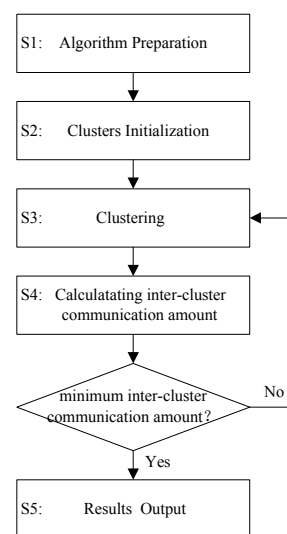 S1: Algorithm Preparation
S2: Clusters Initialization
S3: Clustering
S4: Calculatating inter-cluster
communication amount
minimum inter-cluster
communication amount?
No
Yes
S5: Results Output